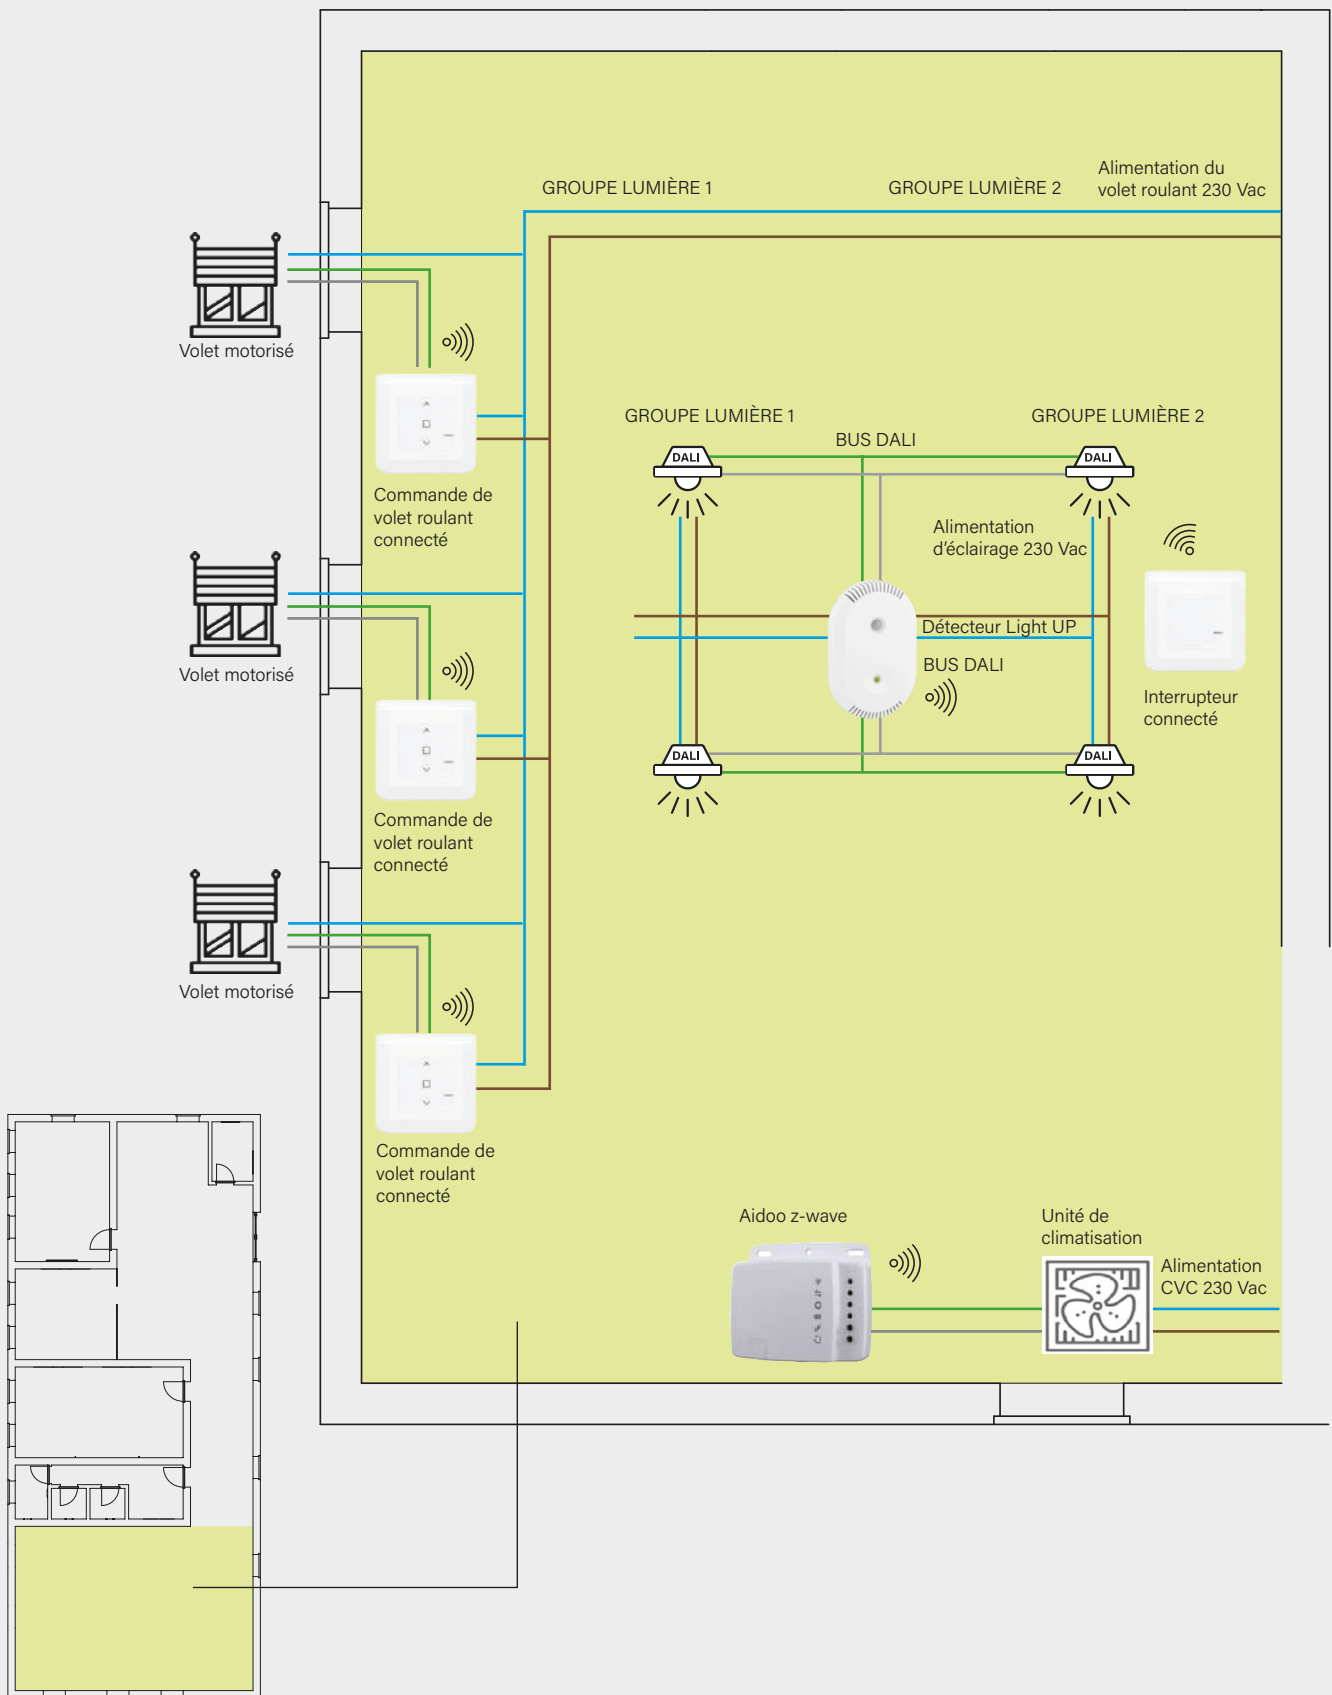 GROUPE LUMIÈRE 1
GROUPE LUMIÈRE 2
Alimentation du
volet roulant 230 Vac
Volet motorisé
Commande de
volet roulant
connecté
GROUPE LUMIÈRE 1
BUS DALI
GROUPE LUMIÈRE 2
DALI
DALI
Alimentation
d'éclairage 230 Vac
Détecteur Light UP
BUS DALI
Interrupteur
connecté
DALI
DALI
Volet motorisé
Commande de
volet roulant
connecté
Volet motorisé
Commande de
volet roulant
connecté
Aidoo z-wave
Unité de
climatisation
Alimentation
CVC 230 Vac